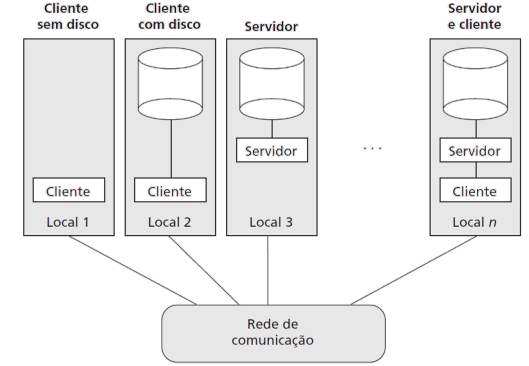 Cliente
sem disco
Cliente
com disco
Servidor
Servidor
e cliente
Servidor
. . .
Servidor
Cliente
Cliente
Cliente
Local 1
Local 2
Local 3
Local n
Rede de
comunicação